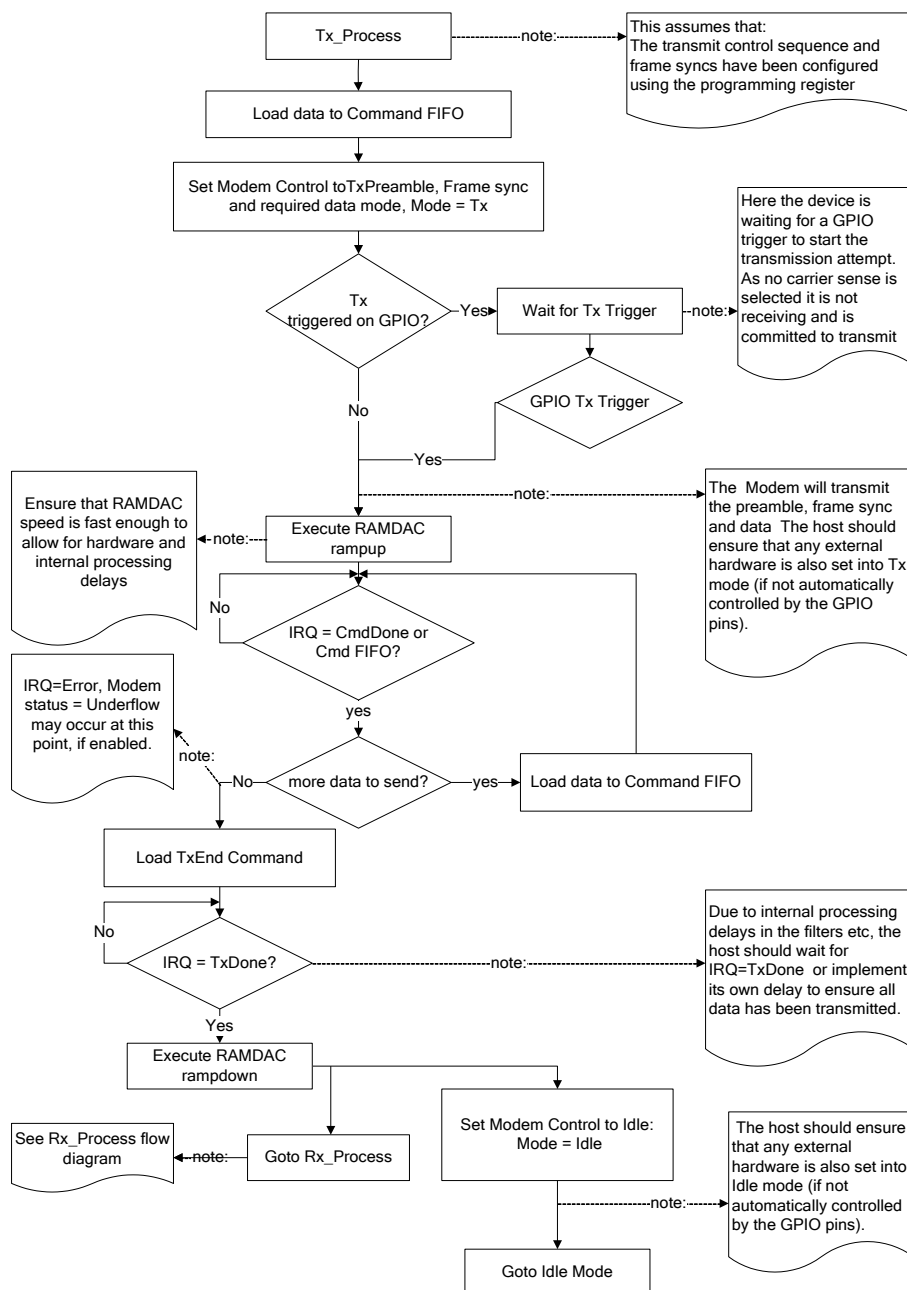 Tx_Process
note:
This assumes that:
The transmit control sequence and
frame syncs have been configured
using the programming register
Load data to Command FIFO
Set Modem Control toTxPreamble, Frame sync
and required data mode, Mode = Tx
Here the device is
waiting for a GPIO
trigger to start the
transmission attempt.
As no carrier sense is
selected it is not
receiving and is
committed to transmit
Tx
triggered on GPIO?
Yes
Wait for Tx Trigger
note:
No
GPIO Tx Trigger
Yes
note:
The Modem will transmit
the preamble, frame sync
and data The host should
ensure that any external
hardware is also set into Tx
mode (if not automatically
controlled by the GPIO
pins).
Ensure that RAMDAC
speed is fast enough to
allow for hardware and
internal processing
delays
note:
Execute RAMDAC
rampup
No
IRQ = CmdDone or
Cmd FIFO?
yes
IRQ=Error, Modem
status = Underflow
may occur at this
point, if enabled.
note:
No
more data to send?
yes
Load data to Command FIFO
Load TxEnd Command
No
IRQ = TxDone?
note:
Due to internal processing
delays in the filters etc, the
host should wait for
IRQ=TxDone or implement
its own delay to ensure all
data has been transmitted.
Yes
Execute RAMDAC
rampdown
See Rx_Process flow
diagram
note:
Goto Rx_Process
Set Modem Control to Idle:
Mode = Idle
note:
The host should ensure
that any external
hardware is also set into
Idle mode (if not
automatically controlled
by the GPIO pins).
Goto Idle Mode